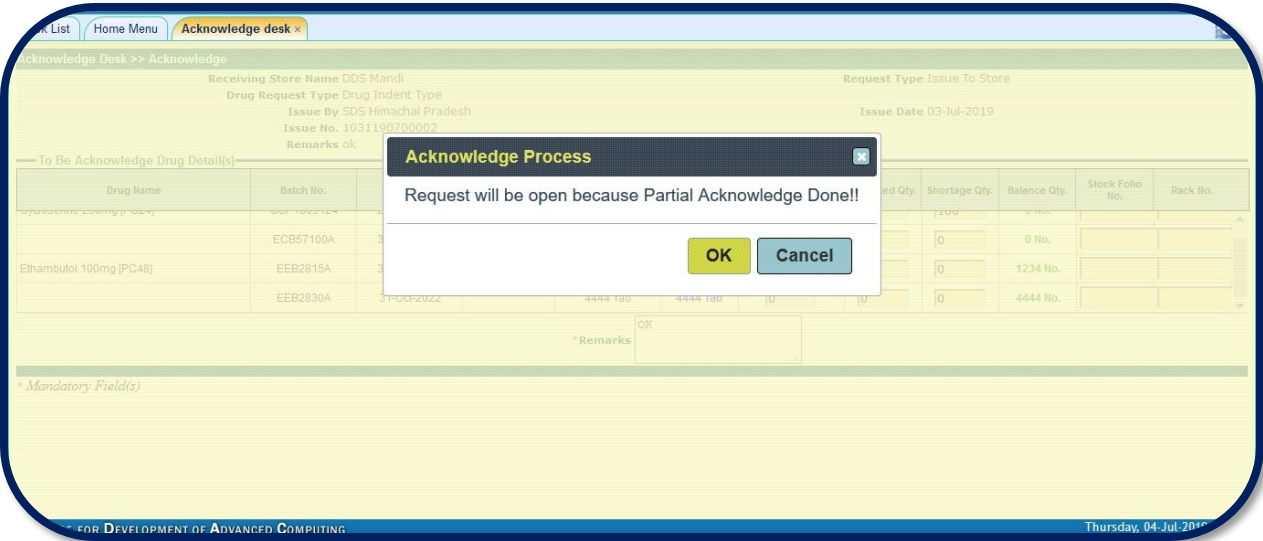 List Home Menu Acknowledge desk ×
Acknowledge Desk >> Acknowledge
Receiving Store Name DDS Mandi Request Type Issue To Store
Drug Request Type Drug Indent Type
Issue By SDS Himachal Pradesh Issue Date 03-Jul-2019
Issue No. 1031190700002
Remarks ok
To Be Acknowledge Drug Detail(s)
Acknowledge Process
Request will be open because Partial Acknowledge Done!!
OK Cancel
Drug Name Batch No. Qty. Shortage Qty. Balance Qty. Stock Folio No. Rack No.
100 0 No.
ECB57100A 0 0 No.
Ethambutol 100mg [PC48] EEB2815A 0 1234 No.
EEB2830A 31-Oct-2022 4444 Tab 4444 Tab 0 0 0 4444 No.
*Remarks OK
* Mandatory Field(s)
FOR DEVELOPMENT OF ADVANCED COMPUTING Thursday, 04-Jul-2019